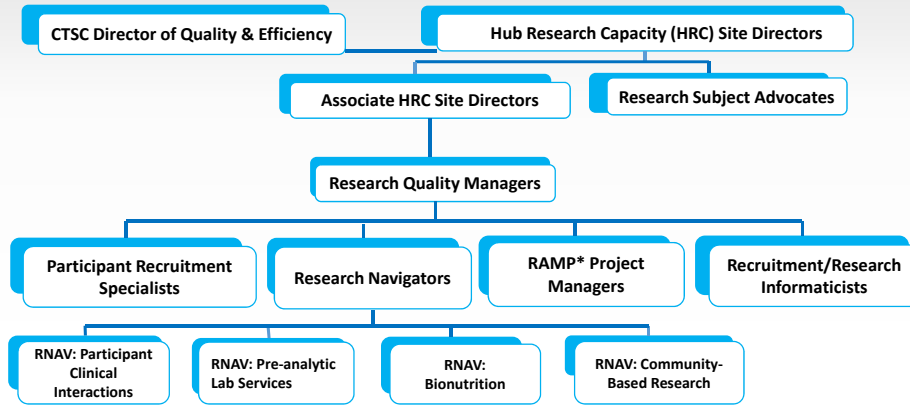 CTSC Director of Quality & Efficiency
Hub Research Capacity (HRC) Site Directors
Associate HRC Site Directors
Research Subject Advocates
Research Quality Managers
Participant Recruitment
Specialists
Research Navigators
RAMP* Project
Managers
Recruitment/Research
Informaticists
RNAV: Participant
Clinical
Interactions
RNAV: Pre-analytic
Lab Services
RNAV:
Bionutrition
RNAV: Community-
Based Research